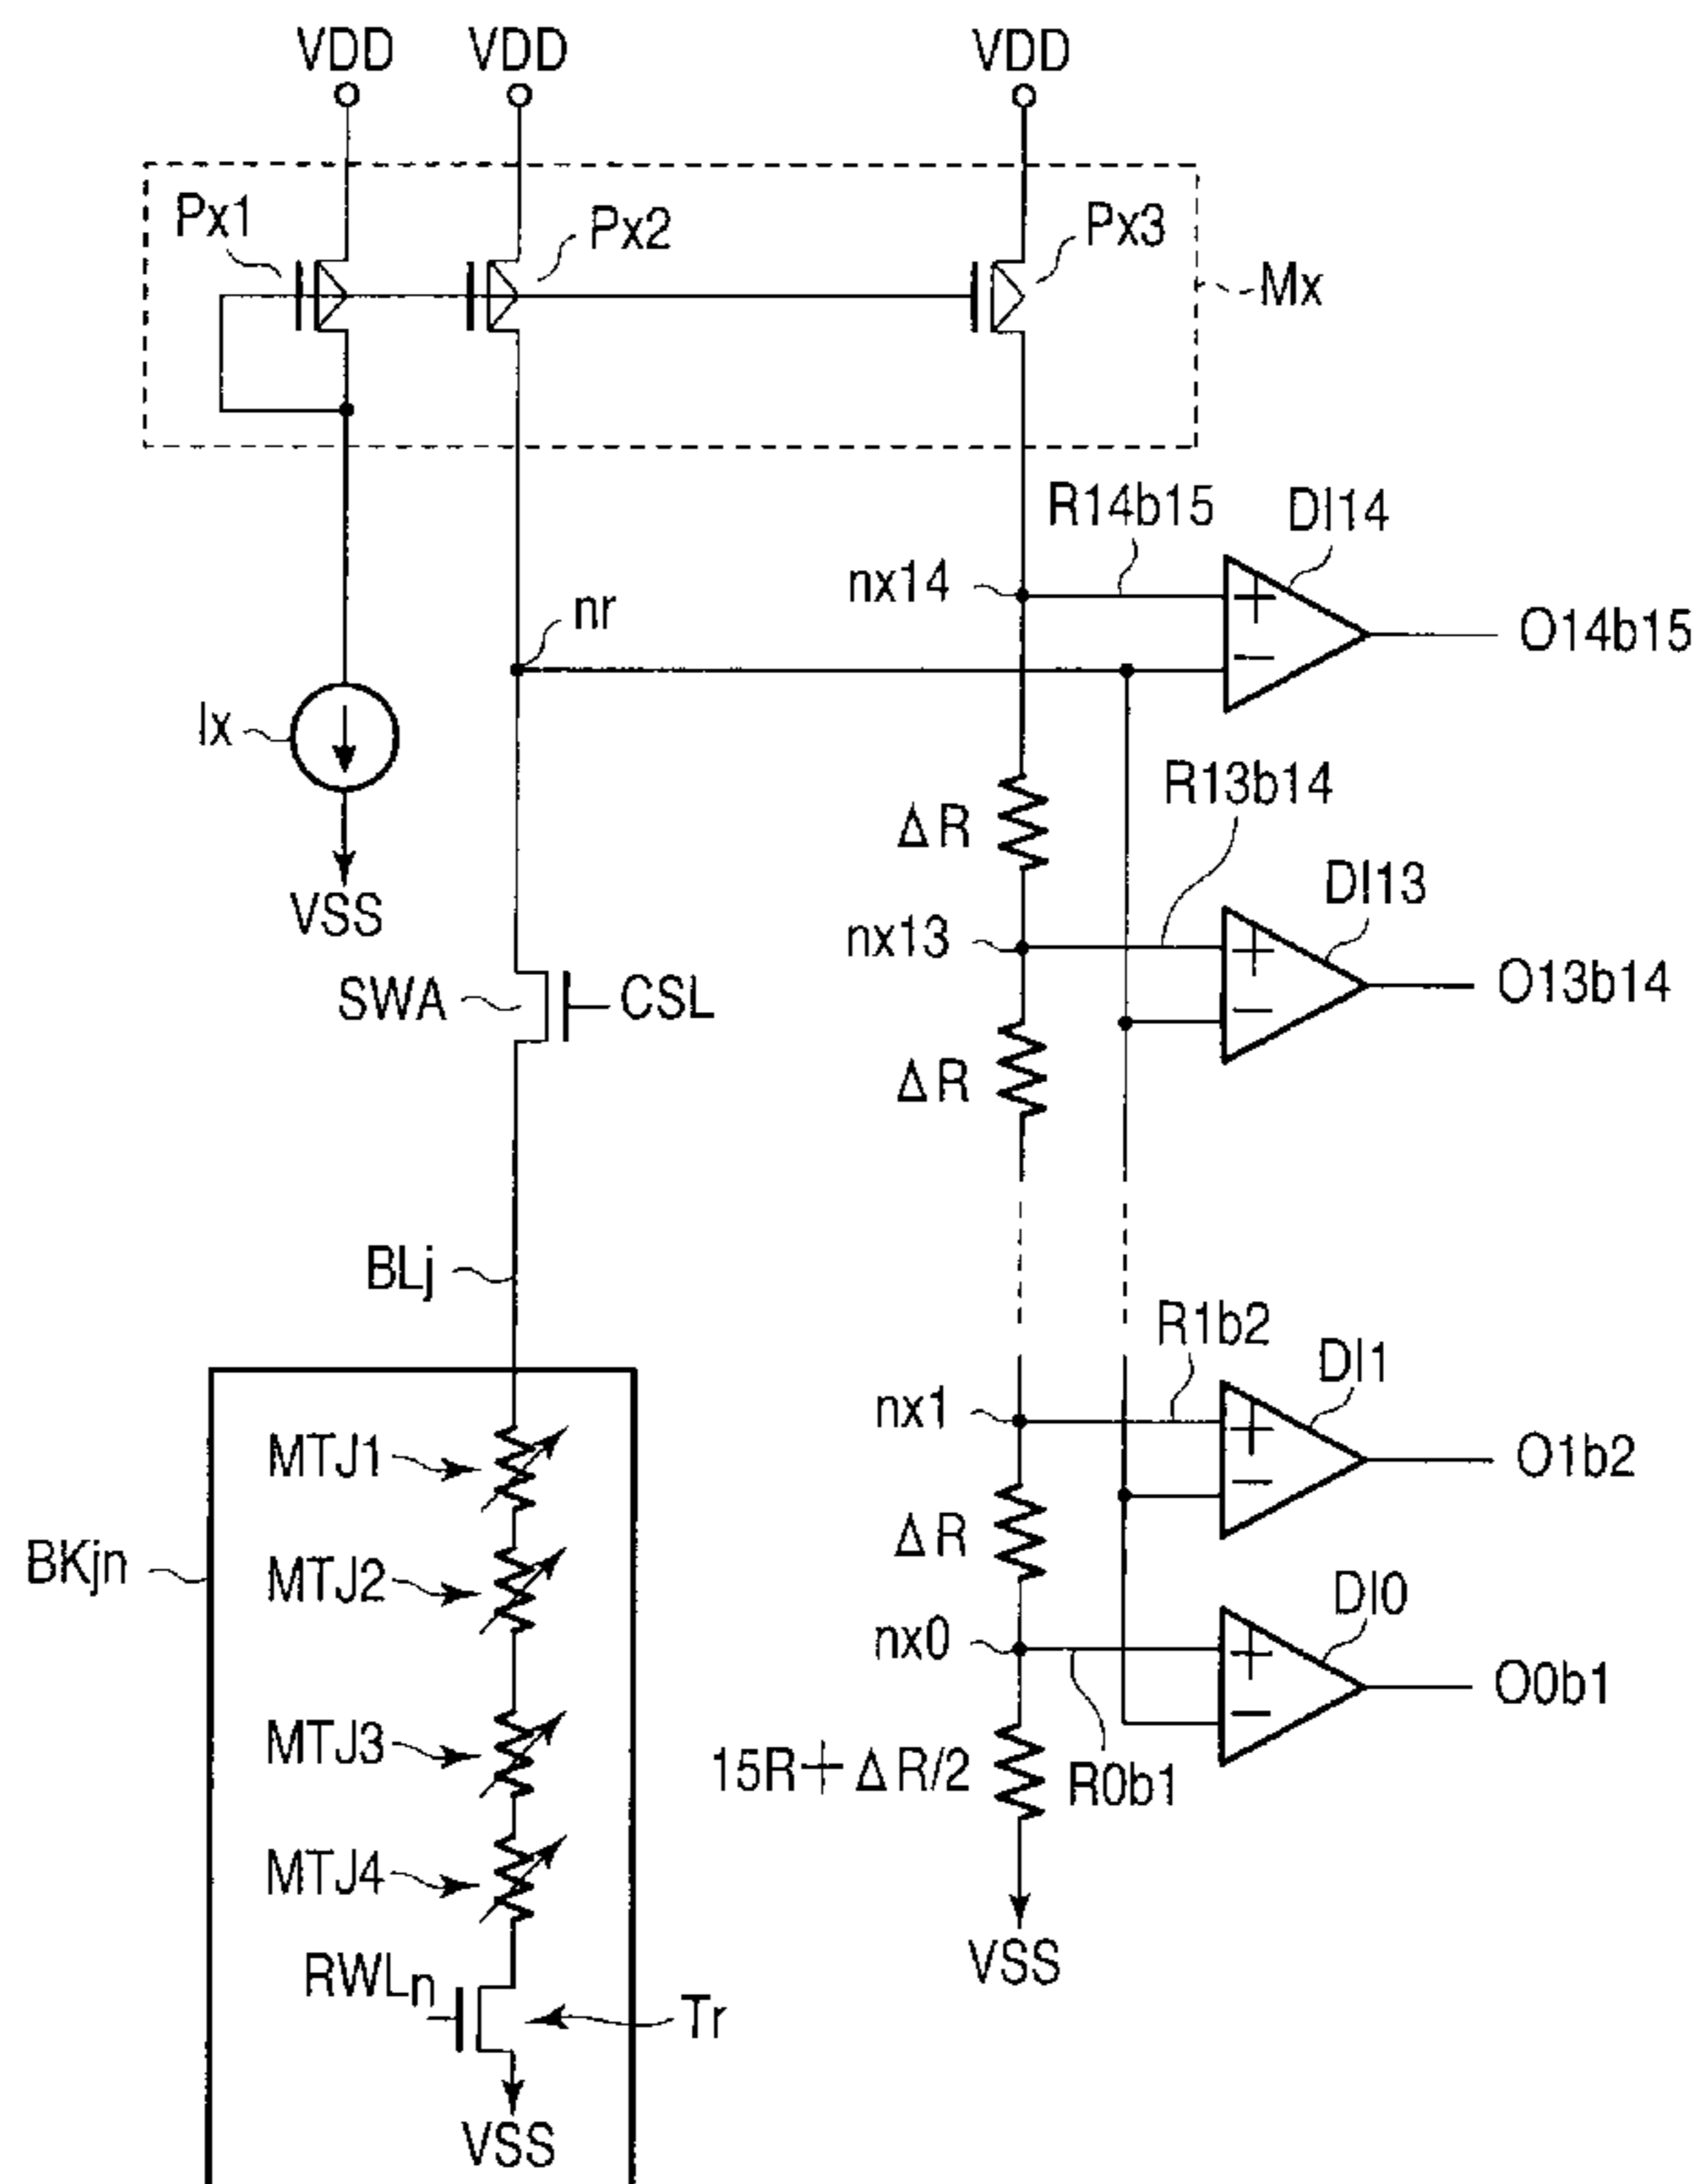 VDD VDD VDD
Px1 Px2 Px3
Mx
R14b15 DI14
nx14
nr
O14b15
Ix
R13b14
ΔR
DI13
VSS
nx13
O13b14
SWA CSL
ΔR
BLj
R1b2
DI1
nx1
MTJ1
O1b2
ΔR
BKjn
MTJ2
DI0
nx0
O0b1
MTJ3
15R+ΔR/2 R0b1
MTJ4
VSS
RWLn
Tr
VSS
+
−
+
−
+
−
+
−